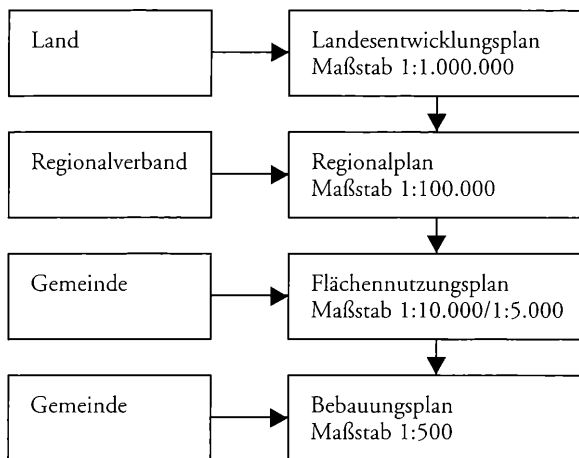 Land
Landesentwicklungsplan
Maßstab 1:1.000.000
Regionalverband
Regionalplan
Maßstab 1:100.000
Gemeinde
Flächennutzungsplan
Maßstab 1:10.000/1:5.000
Gemeinde
Bebauungsplan
Maßstab 1:500